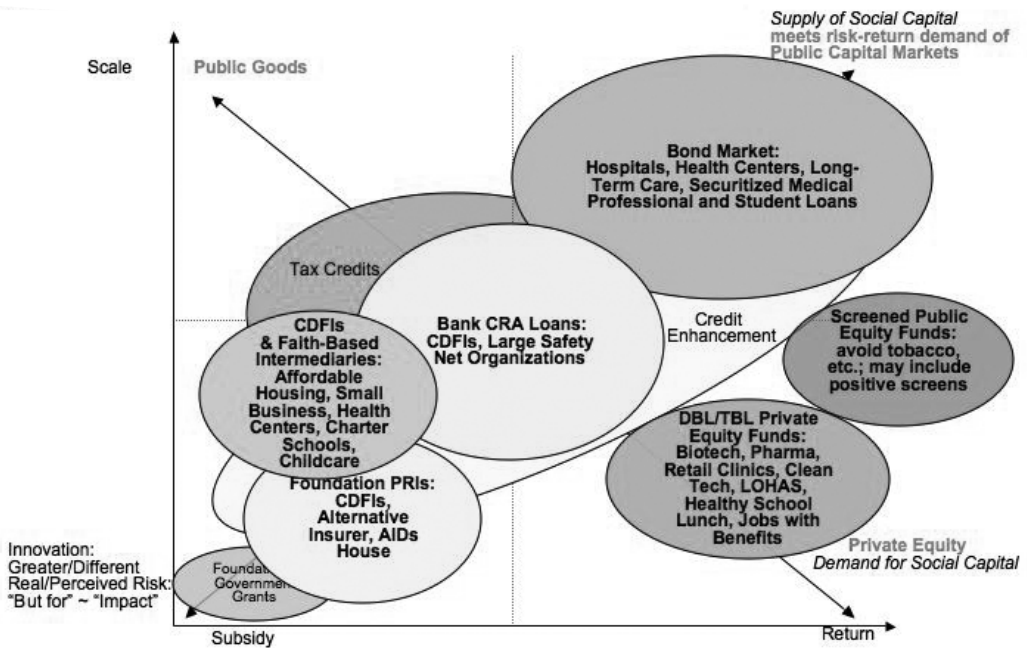 Supply of Social Capital
meets risk-return demand of
Public Capital Markets
Scale
Public Goods
Bond Market:
Hospitals, Health Centers, Long-
Term Care, Securitized Medical
Professional and Student Loans
Tax Credits
Bank CRA Loans:
CDFIs, Large Safety
Net Organizations
Credit
Enhancement
Screened Public
Equity Funds:
avoid tobacco,
etc.; may include
positive screens
CDFIs
& Faith-Based
Intermediaries:
Affordable
Housing, Small
Business, Health
Centers, Charter
Schools,
Childcare
DBL/TBL Private
Equity Funds:
Biotech, Pharma,
Retail Clinics, Clean
Tech, LOHAS,
Healthy School
Lunch, Jobs with
Benefits
Foundation PRIs:
CDFIs,
Alternative
Insurer, AIDs
House
Private Equity
Demand for Social Capital
Innovation:
Greater/Different
Real/Perceived Risk:
"But for" ~ "Impact"
Grants
Subsidy
Return